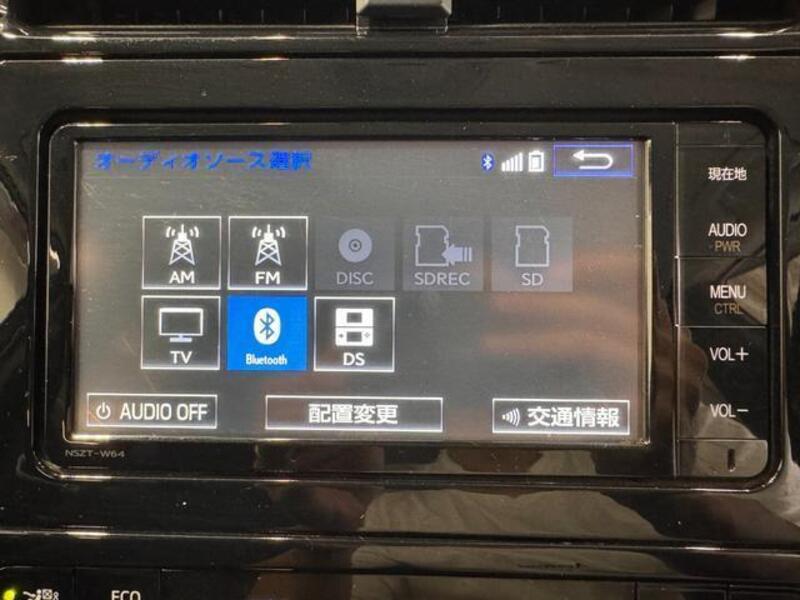 オーディオソース選択
AM
FM
DISC
SDREC
SD
TV
Bluetooth
DS
AUDIO OFF
配置変更
交通情報
NSZT-W64
現在地
AUDIO
PWR
MENU
CTRL
VOL+
VOL-
ECO